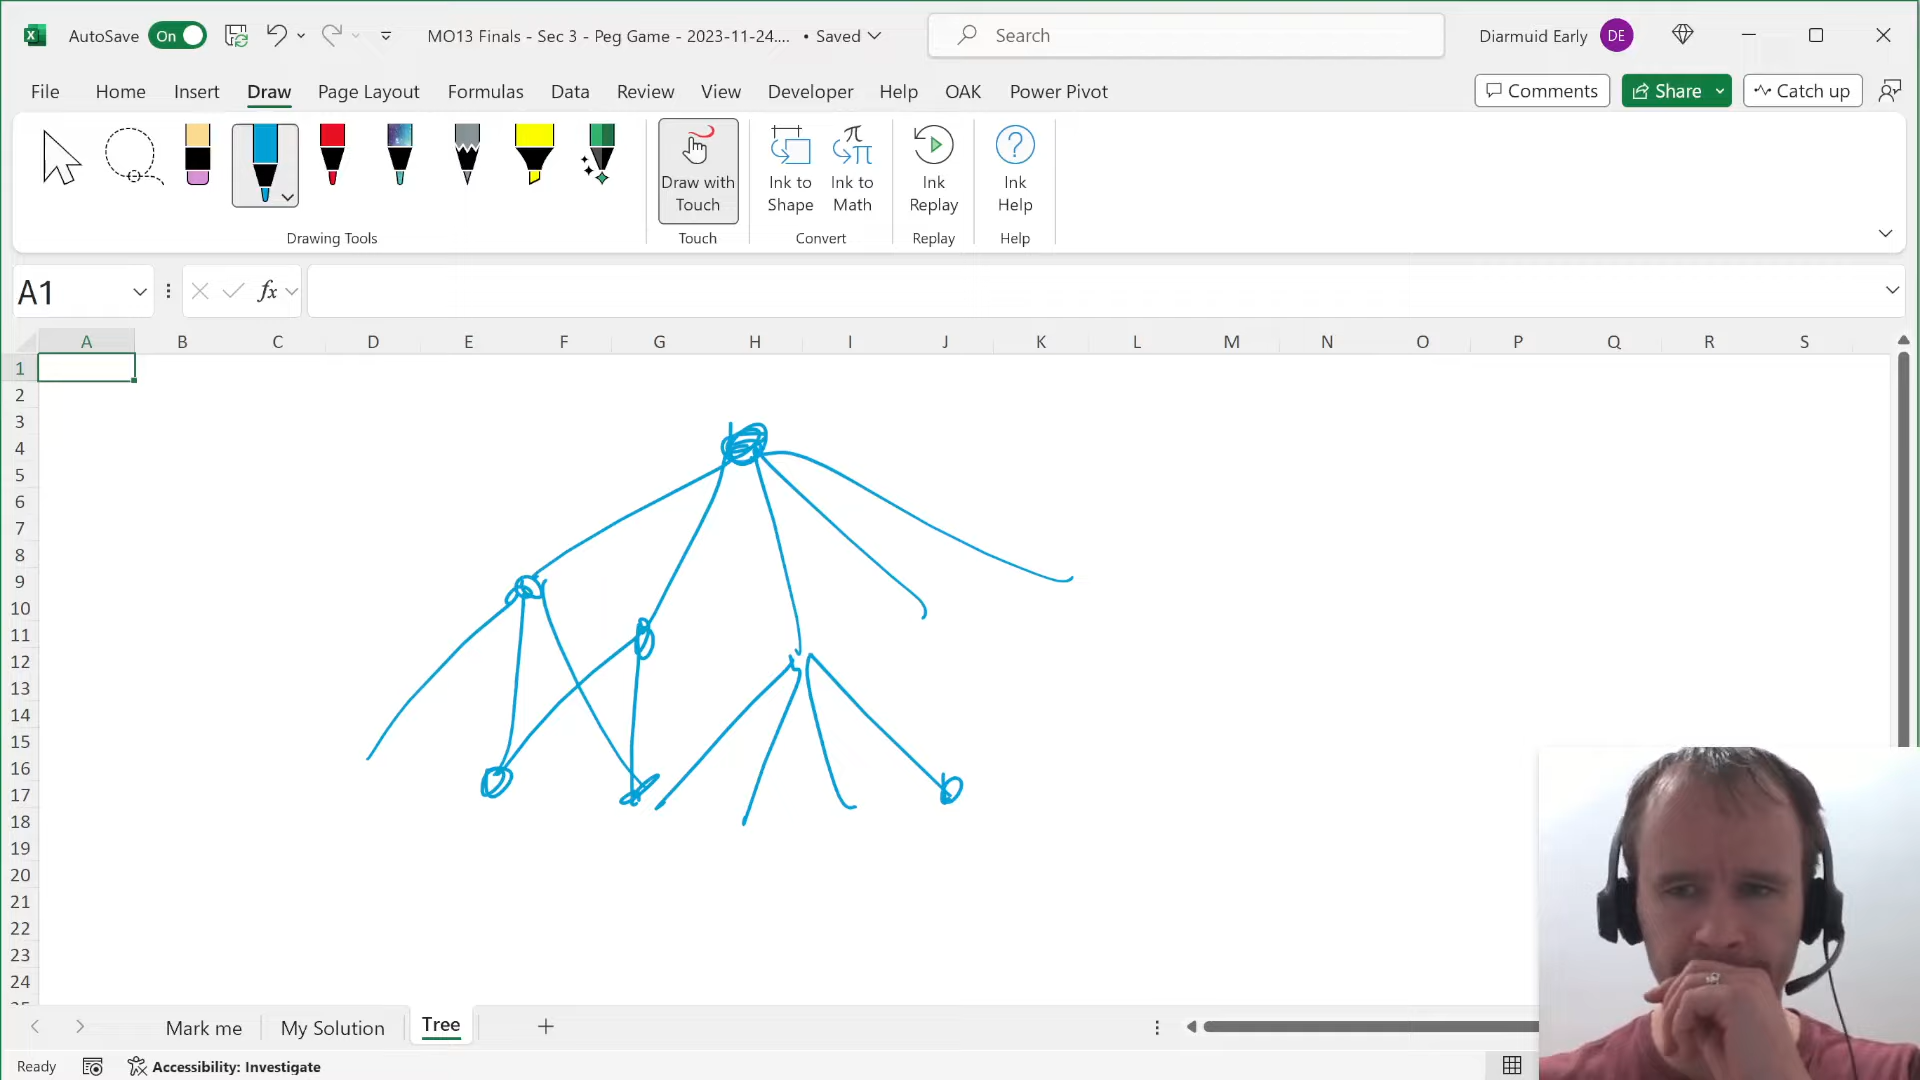 AutoSave On MO13 Finals - Sec 3 - Peg Game - 2023-11-24.... • Saved Search Diarmuid Early DE
File Home Insert Draw Page Layout Formulas Data Review View Developer Help OAK Power Pivot Comments Share Catch up
Draw with Touch
Ink to Shape
Ink to Math
Ink Replay
Ink Help
Drawing Tools Touch Convert Replay Help
A1 fx
A B C D E F G H I J K L M N O P Q R S
1
2
3
4
5
6
7
8
9
10
11
12
13
14
15
16
17
18
19
20
21
22
23
24
Mark me My Solution Tree
Ready Accessibility: Investigate